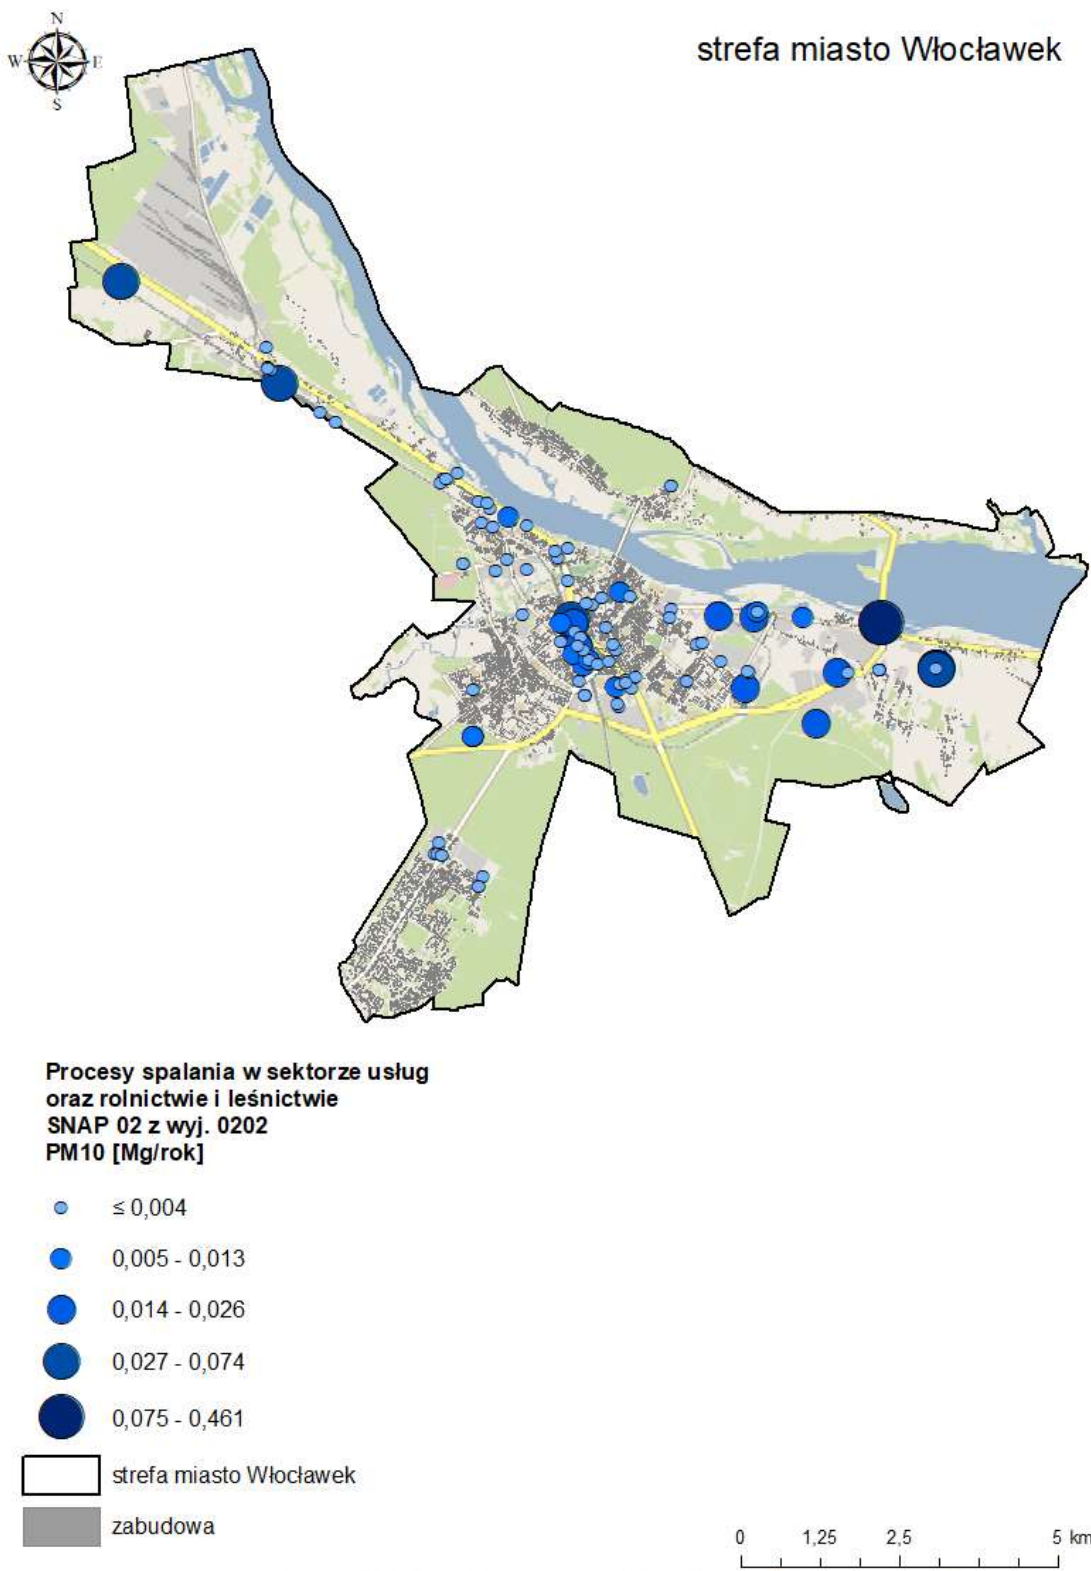 N
W E
S
strefa miasto Włocławek
Procesy spalania w sektorze usług
oraz rolnictwie i leśnictwie
SNAP 02 z wyj. 0202
PM10 [Mg/rok]
≤ 0,004
0,005 - 0,013
0,014 - 0,026
0,027 - 0,074
0,075 - 0,461
strefa miasto Włocławek
zabudowa
0 1,25 2,5 5 km